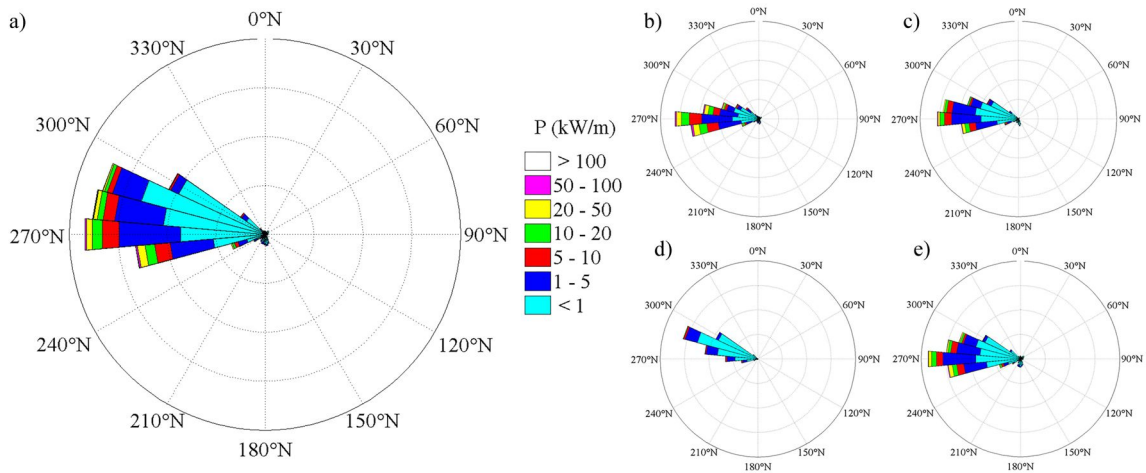 a)
0°N
30°N
60°N
90°N
120°N
150°N
180°N
210°N
240°N
270°N
300°N
330°N
P (kW/m)
> 100
50 - 100
20 - 50
10 - 20
5 - 10
1 - 5
< 1
b)
0°N
30°N
60°N
90°N
120°N
150°N
180°N
210°N
240°N
270°N
300°N
330°N
c)
0°N
30°N
60°N
90°N
120°N
150°N
180°N
210°N
240°N
270°N
300°N
330°N
d)
0°N
30°N
60°N
90°N
120°N
150°N
180°N
210°N
240°N
270°N
300°N
330°N
e)
0°N
30°N
60°N
90°N
120°N
150°N
180°N
210°N
240°N
270°N
300°N
330°N